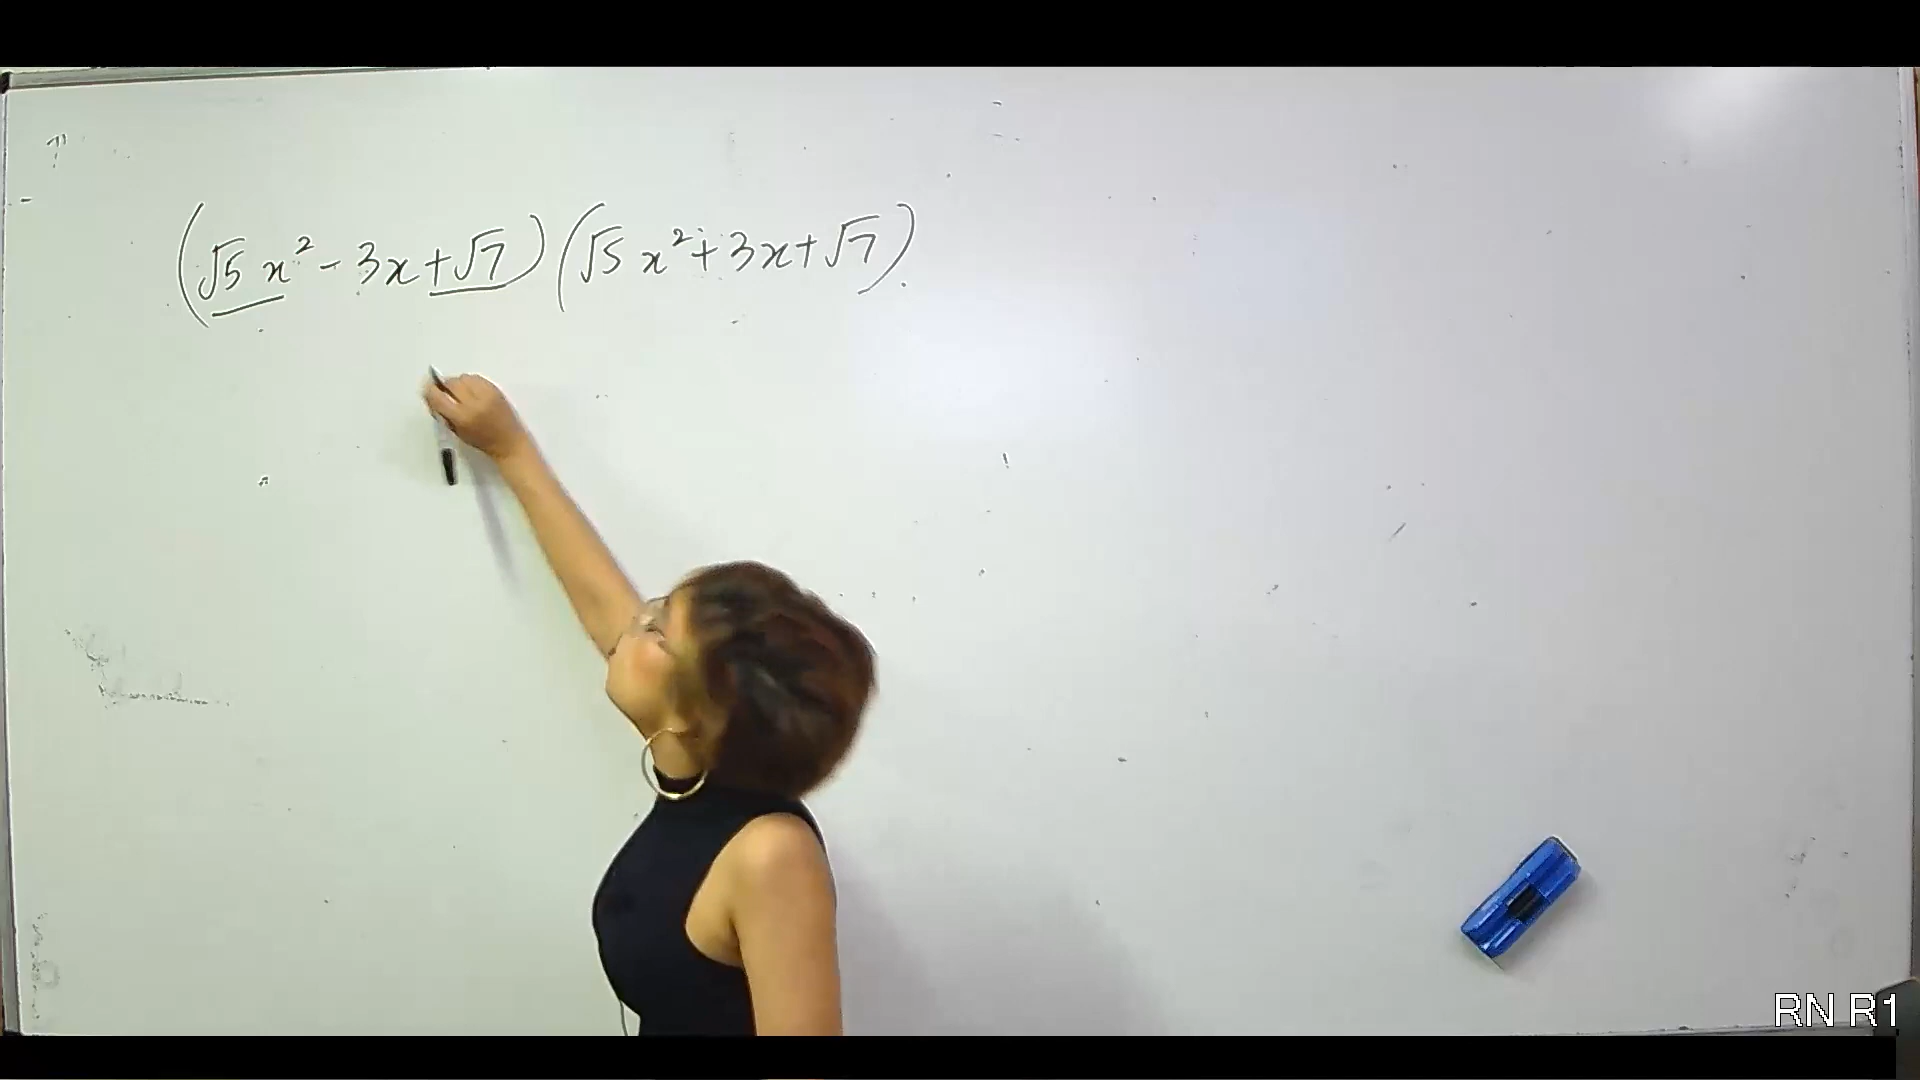 (√5 x² - 3x + √7) (√5 x² + 3x + √7).
RN R1